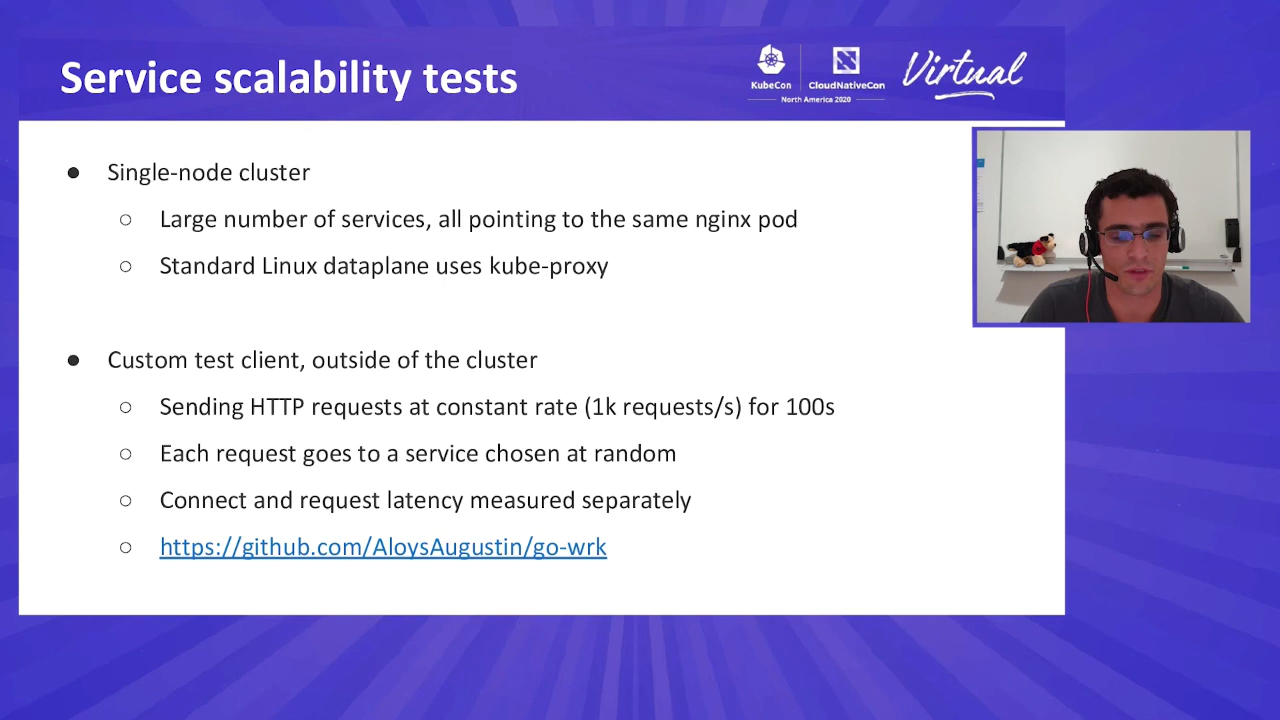 Service scalability tests
KubeCon
CloudNativeCon
North America 2020
Virtual
● Single-node cluster
○ Large number of services, all pointing to the same nginx pod
○ Standard Linux dataplane uses kube-proxy
● Custom test client, outside of the cluster
○ Sending HTTP requests at constant rate (1k requests/s) for 100s
○ Each request goes to a service chosen at random
○ Connect and request latency measured separately
○ https://github.com/AloysAugustin/go-wrk